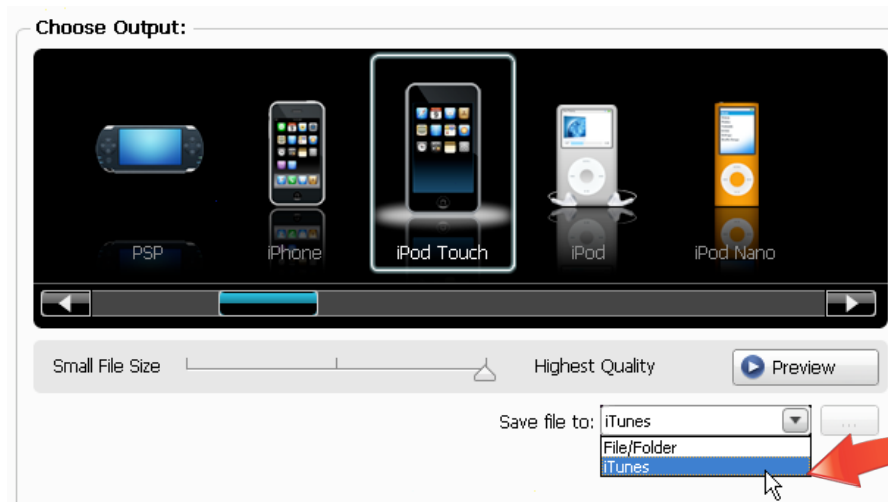 Choose Output:
PSP
iPhone
iPod Touch
iPod
iPod Nano
Small File Size
Highest Quality
Preview
Save file to: iTunes
...
File/Folder
iTunes